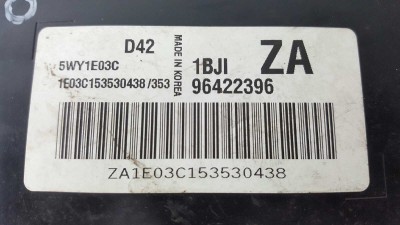 D42
MADE IN KOREA
1BJI
ZA
5WY1E03C
1E03C153530438 /353
96422396
ZA1E03C153530438